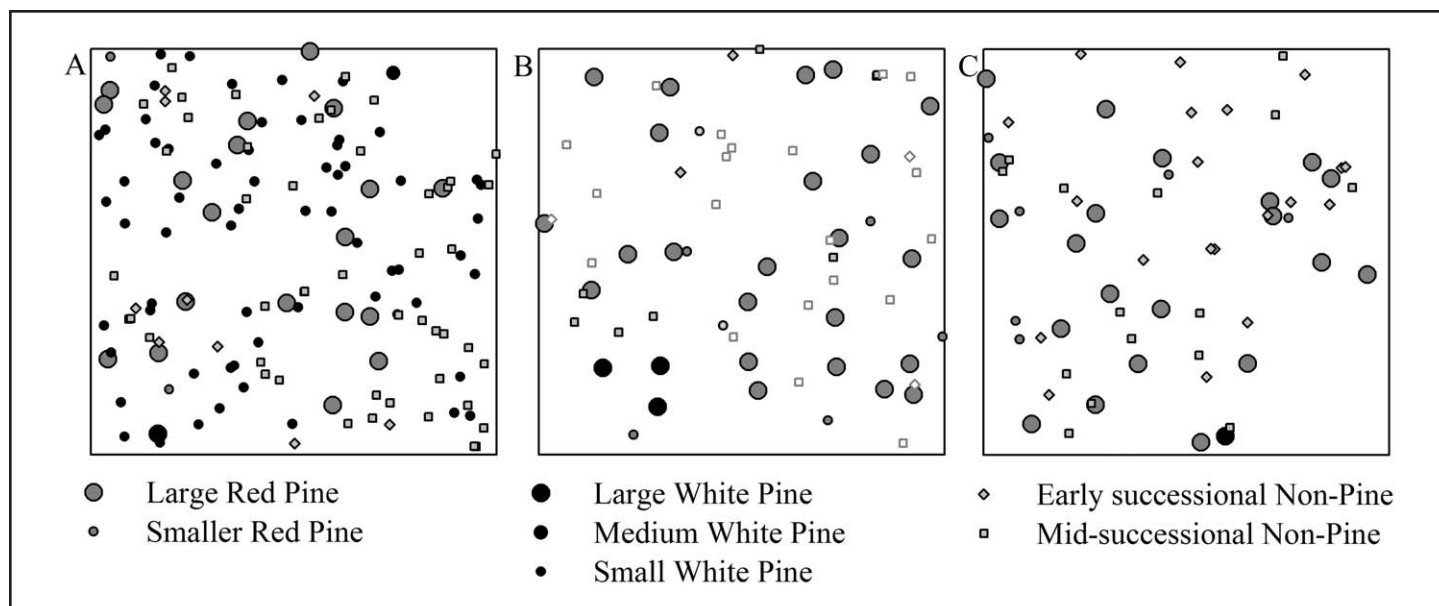 A
B
C
Large Red Pine
Smaller Red Pine
Large White Pine
Medium White Pine
Small White Pine
Early successional Non-Pine
Mid-successional Non-Pine